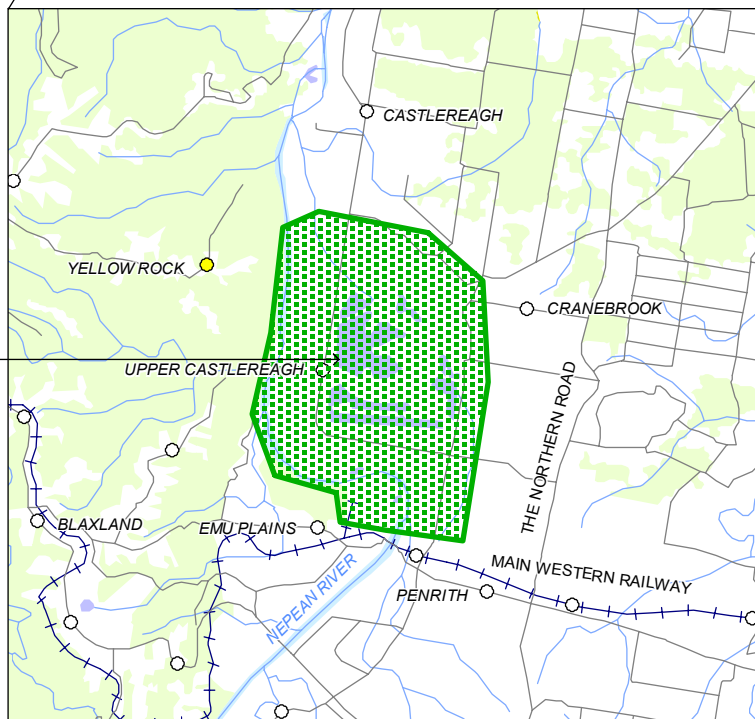 CASTLEREAGH
YELLOW ROCK
CRANEBROOK
UPPER CASTLEREAGH
THE NORTHERN ROAD
BLAXLAND
EMU PLAINS
NEPEAN RIVER
MAIN WESTERN RAILWAY
PENRITH